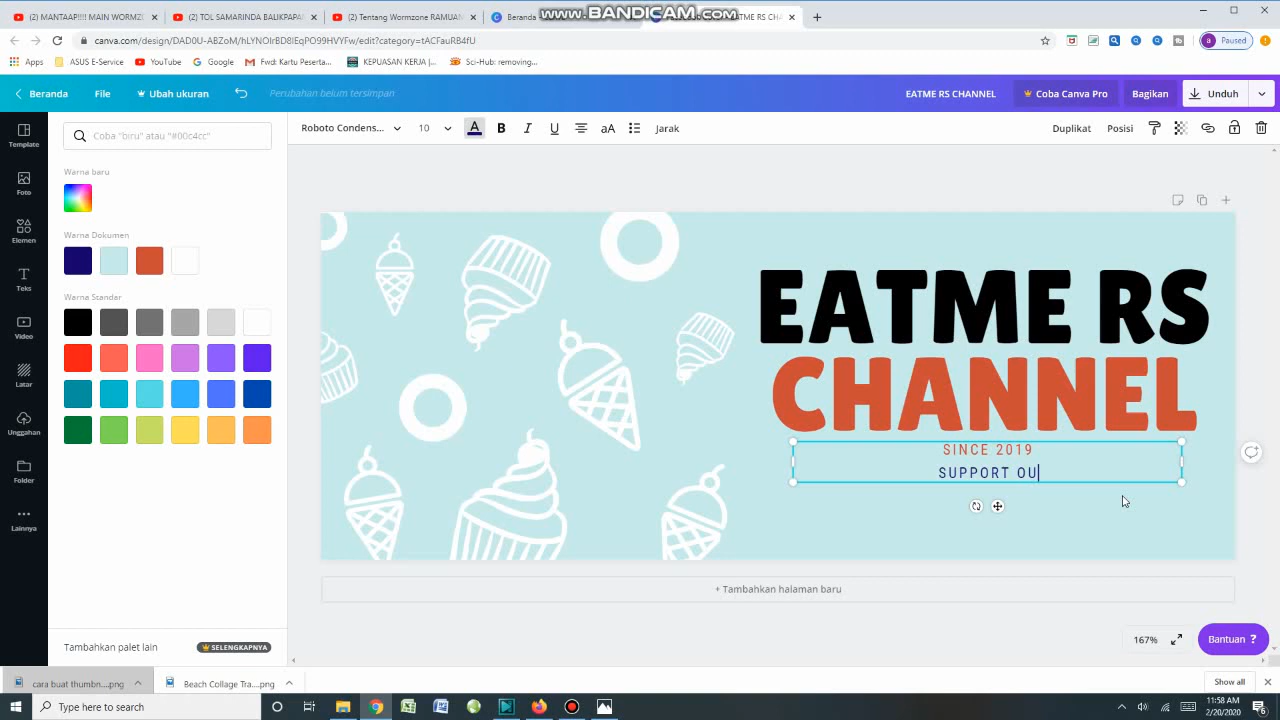 (2) MANTAAP!!!! MAIN WORMZ
(2) TOL SAMARINDA BALIKPAPA
(2) Tentang Wormzone RAMUA
Beranda
EATME RS CHA
www.BANDICAM.com
canva.com/design/DAD0U-ABZoM/hLYNOIrBD8IEqPO99HVYFw/edit?category=tACFauRB4fU
Paused
Apps
ASUS E-Service
YouTube
Google
Fwd: Kartu Peserta...
KEPUASAN KERJA |...
Sci-Hub: removing...
Beranda
File
Ubah ukuran
Perubahan belum tersimpan
EATME RS CHANNEL
Coba Canva Pro
Bagikan
Unduh
Roboto Condens...
10
A
B
I
U
aA
Jarak
Duplikat
Posisi
Template
Foto
Elemen
Teks
Video
Latar
Unggahan
Folder
Lainnya
Coba "biru" atau "#00c4cc"
Warna baru
Warna Dokumen
Warna Standar
Tambahkan palet lain
SELENGKAPNYA
EATME RS
CHANNEL
SINCE 2019
SUPPORT OU
+ Tambahkan halaman baru
167%
Bantuan ?
cara buat thumbn....png
Beach Collage Tra....png
Show all
Type here to search
11:58 AM
2/20/2020